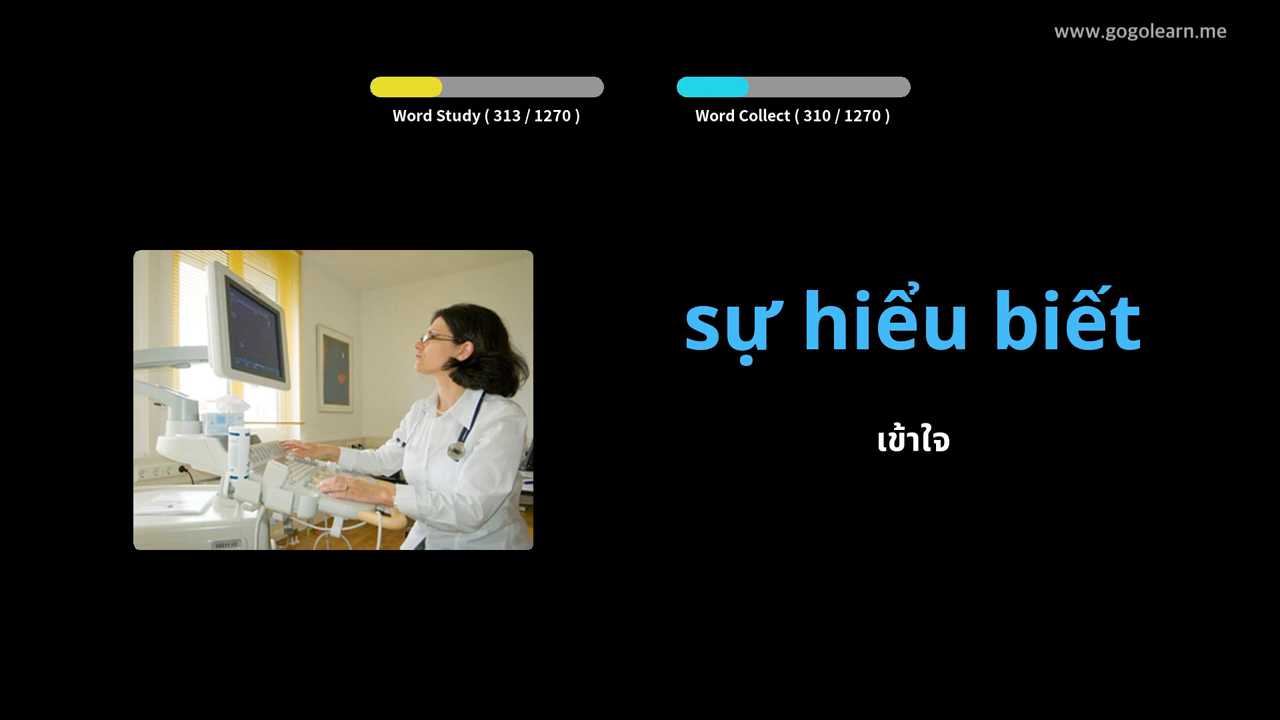 www.gogolearn.me
Word Study ( 313 / 1270 )
Word Collect ( 310 / 1270 )
sự hiểu biết
เข้าใจ